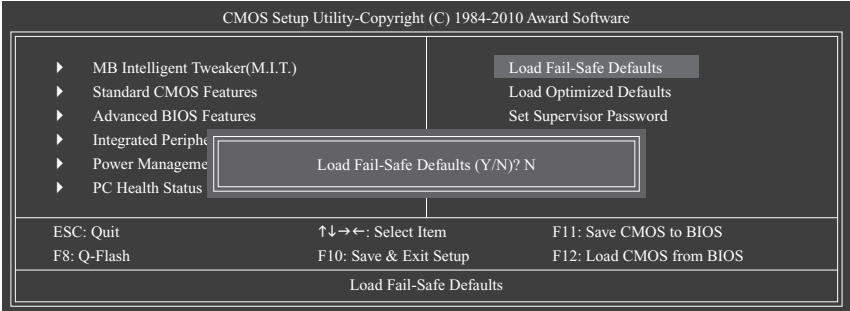 CMOS Setup Utility-Copyright (C) 1984-2010 Award Software
MB Intelligent Tweaker(M.I.T.)
Standard CMOS Features
Advanced BIOS Features
Integrated Periphe
Power Manageme
PC Health Status
Load Fail-Safe Defaults
Load Optimized Defaults
Set Supervisor Password
Load Fail-Safe Defaults (Y/N)? N
ESC: Quit
↑↓→←: Select Item
F11: Save CMOS to BIOS
F8: Q-Flash
F10: Save & Exit Setup
F12: Load CMOS from BIOS
Load Fail-Safe Defaults